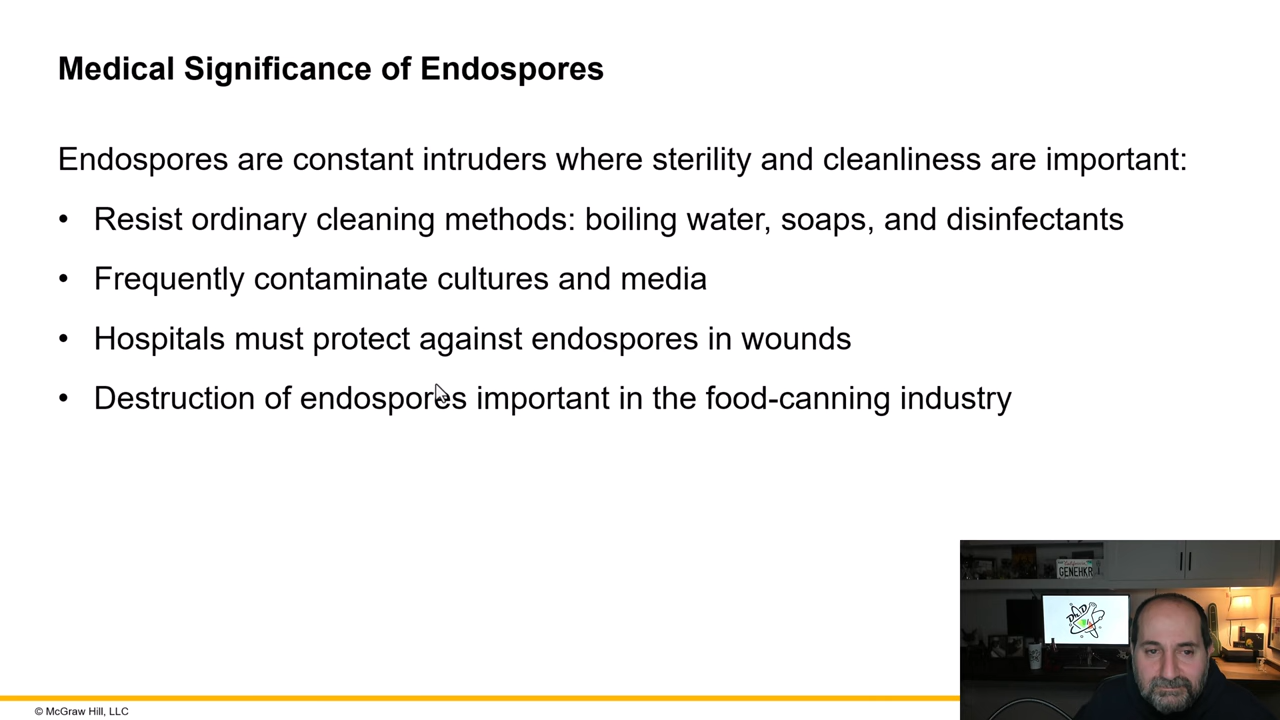 Medical Significance of Endospores
Endospores are constant intruders where sterility and cleanliness are important:
• Resist ordinary cleaning methods: boiling water, soaps, and disinfectants
• Frequently contaminate cultures and media
• Hospitals must protect against endospores in wounds
• Destruction of endospores important in the food-canning industry
GENEHKR
© McGraw Hill, LLC